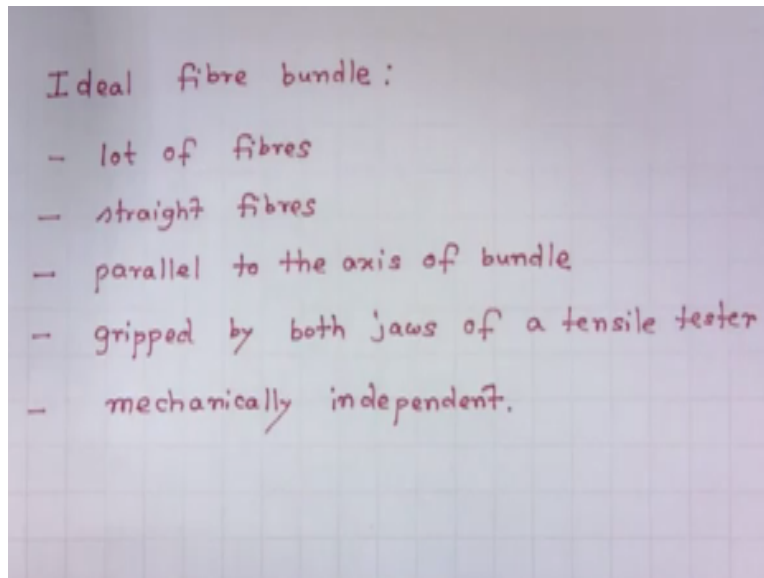 Ideal fibre bundle:
- lot of fibres
- straight fibres
- parallel to the axis of bundle
- gripped by both jaws of a tensile tester
- mechanically independent.